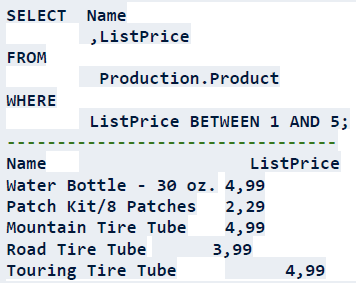 SELECT Name
,ListPrice
FROM
Production.Product
WHERE
ListPrice BETWEEN 1 AND 5;
---------------------------------
Name ListPrice
Water Bottle - 30 oz. 4,99
Patch Kit/8 Patches 2,29
Mountain Tire Tube 4,99
Road Tire Tube 3,99
Touring Tire Tube 4,99